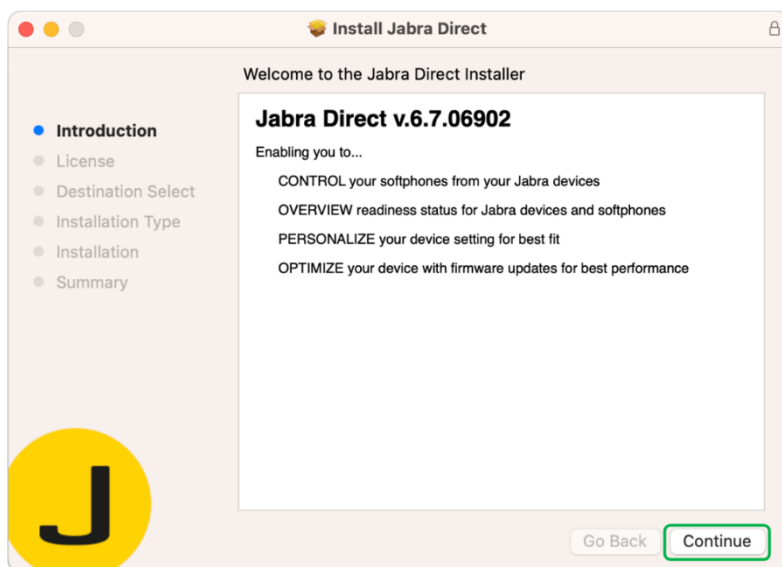 Install Jabra Direct
Welcome to the Jabra Direct Installer
Introduction
License
Destination Select
Installation Type
Installation
Summary
Jabra Direct v.6.7.06902
Enabling you to...
CONTROL your softphones from your Jabra devices
OVERVIEW readiness status for Jabra devices and softphones
PERSONALIZE your device setting for best fit
OPTIMIZE your device with firmware updates for best performance
J
Go Back
Continue